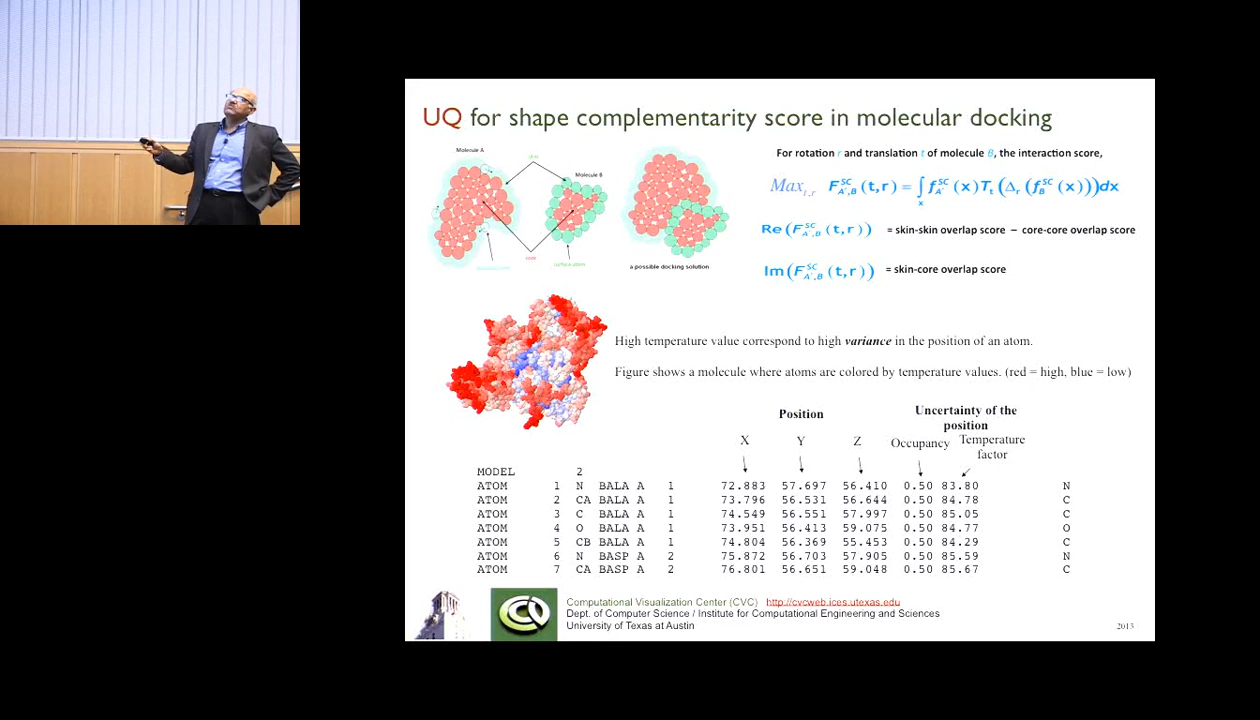 UQ for shape complementarity score in molecular docking
Molecule A
Molecule B
a possible docking solution
For rotation r and translation t of molecule B, the interaction score,
Max t,r F^SC_A',B (t,r) = ∫x f^SC_A' (x) T_t (Δ_r (f^SC_B (x))) dx
Re(F^SC_A',B (t,r)) = skin-skin overlap score – core-core overlap score
Im(F^SC_A',B (t,r)) = skin-core overlap score
High temperature value correspond to high variance in the position of an atom.
Figure shows a molecule where atoms are colored by temperature values. (red = high, blue = low)
Position
Uncertainty of the position
X Y Z Occupancy Temperature factor
MODEL 2
ATOM 1 N BALA A 1 72.883 57.697 56.410 0.50 83.80 N
ATOM 2 CA BALA A 1 73.796 56.531 56.644 0.50 84.78 C
ATOM 3 C BALA A 1 74.549 56.551 57.997 0.50 85.05 C
ATOM 4 O BALA A 1 73.951 56.413 59.075 0.50 84.77 O
ATOM 5 CB BALA A 1 74.804 56.369 55.453 0.50 84.29 C
ATOM 6 N BASP A 2 75.872 56.703 57.905 0.50 85.59 N
ATOM 7 CA BASP A 2 76.801 56.651 59.048 0.50 85.67 C
Computational Visualization Center (CVC) http://cvcweb.ices.utexas.edu
Dept. of Computer Science / Institute for Computational Engineering and Sciences
University of Texas at Austin
2013